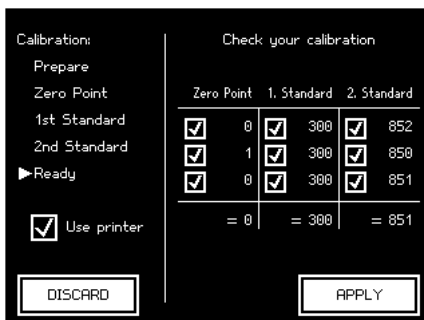 Calibration:
Prepare
Zero Point
1st Standard
2nd Standard
Ready
Use printer
DISCARD
Check your calibration
Zero Point 1. Standard 2. Standard
0 300 852
1 300 850
0 300 851
= 0 = 300 = 851
APPLY